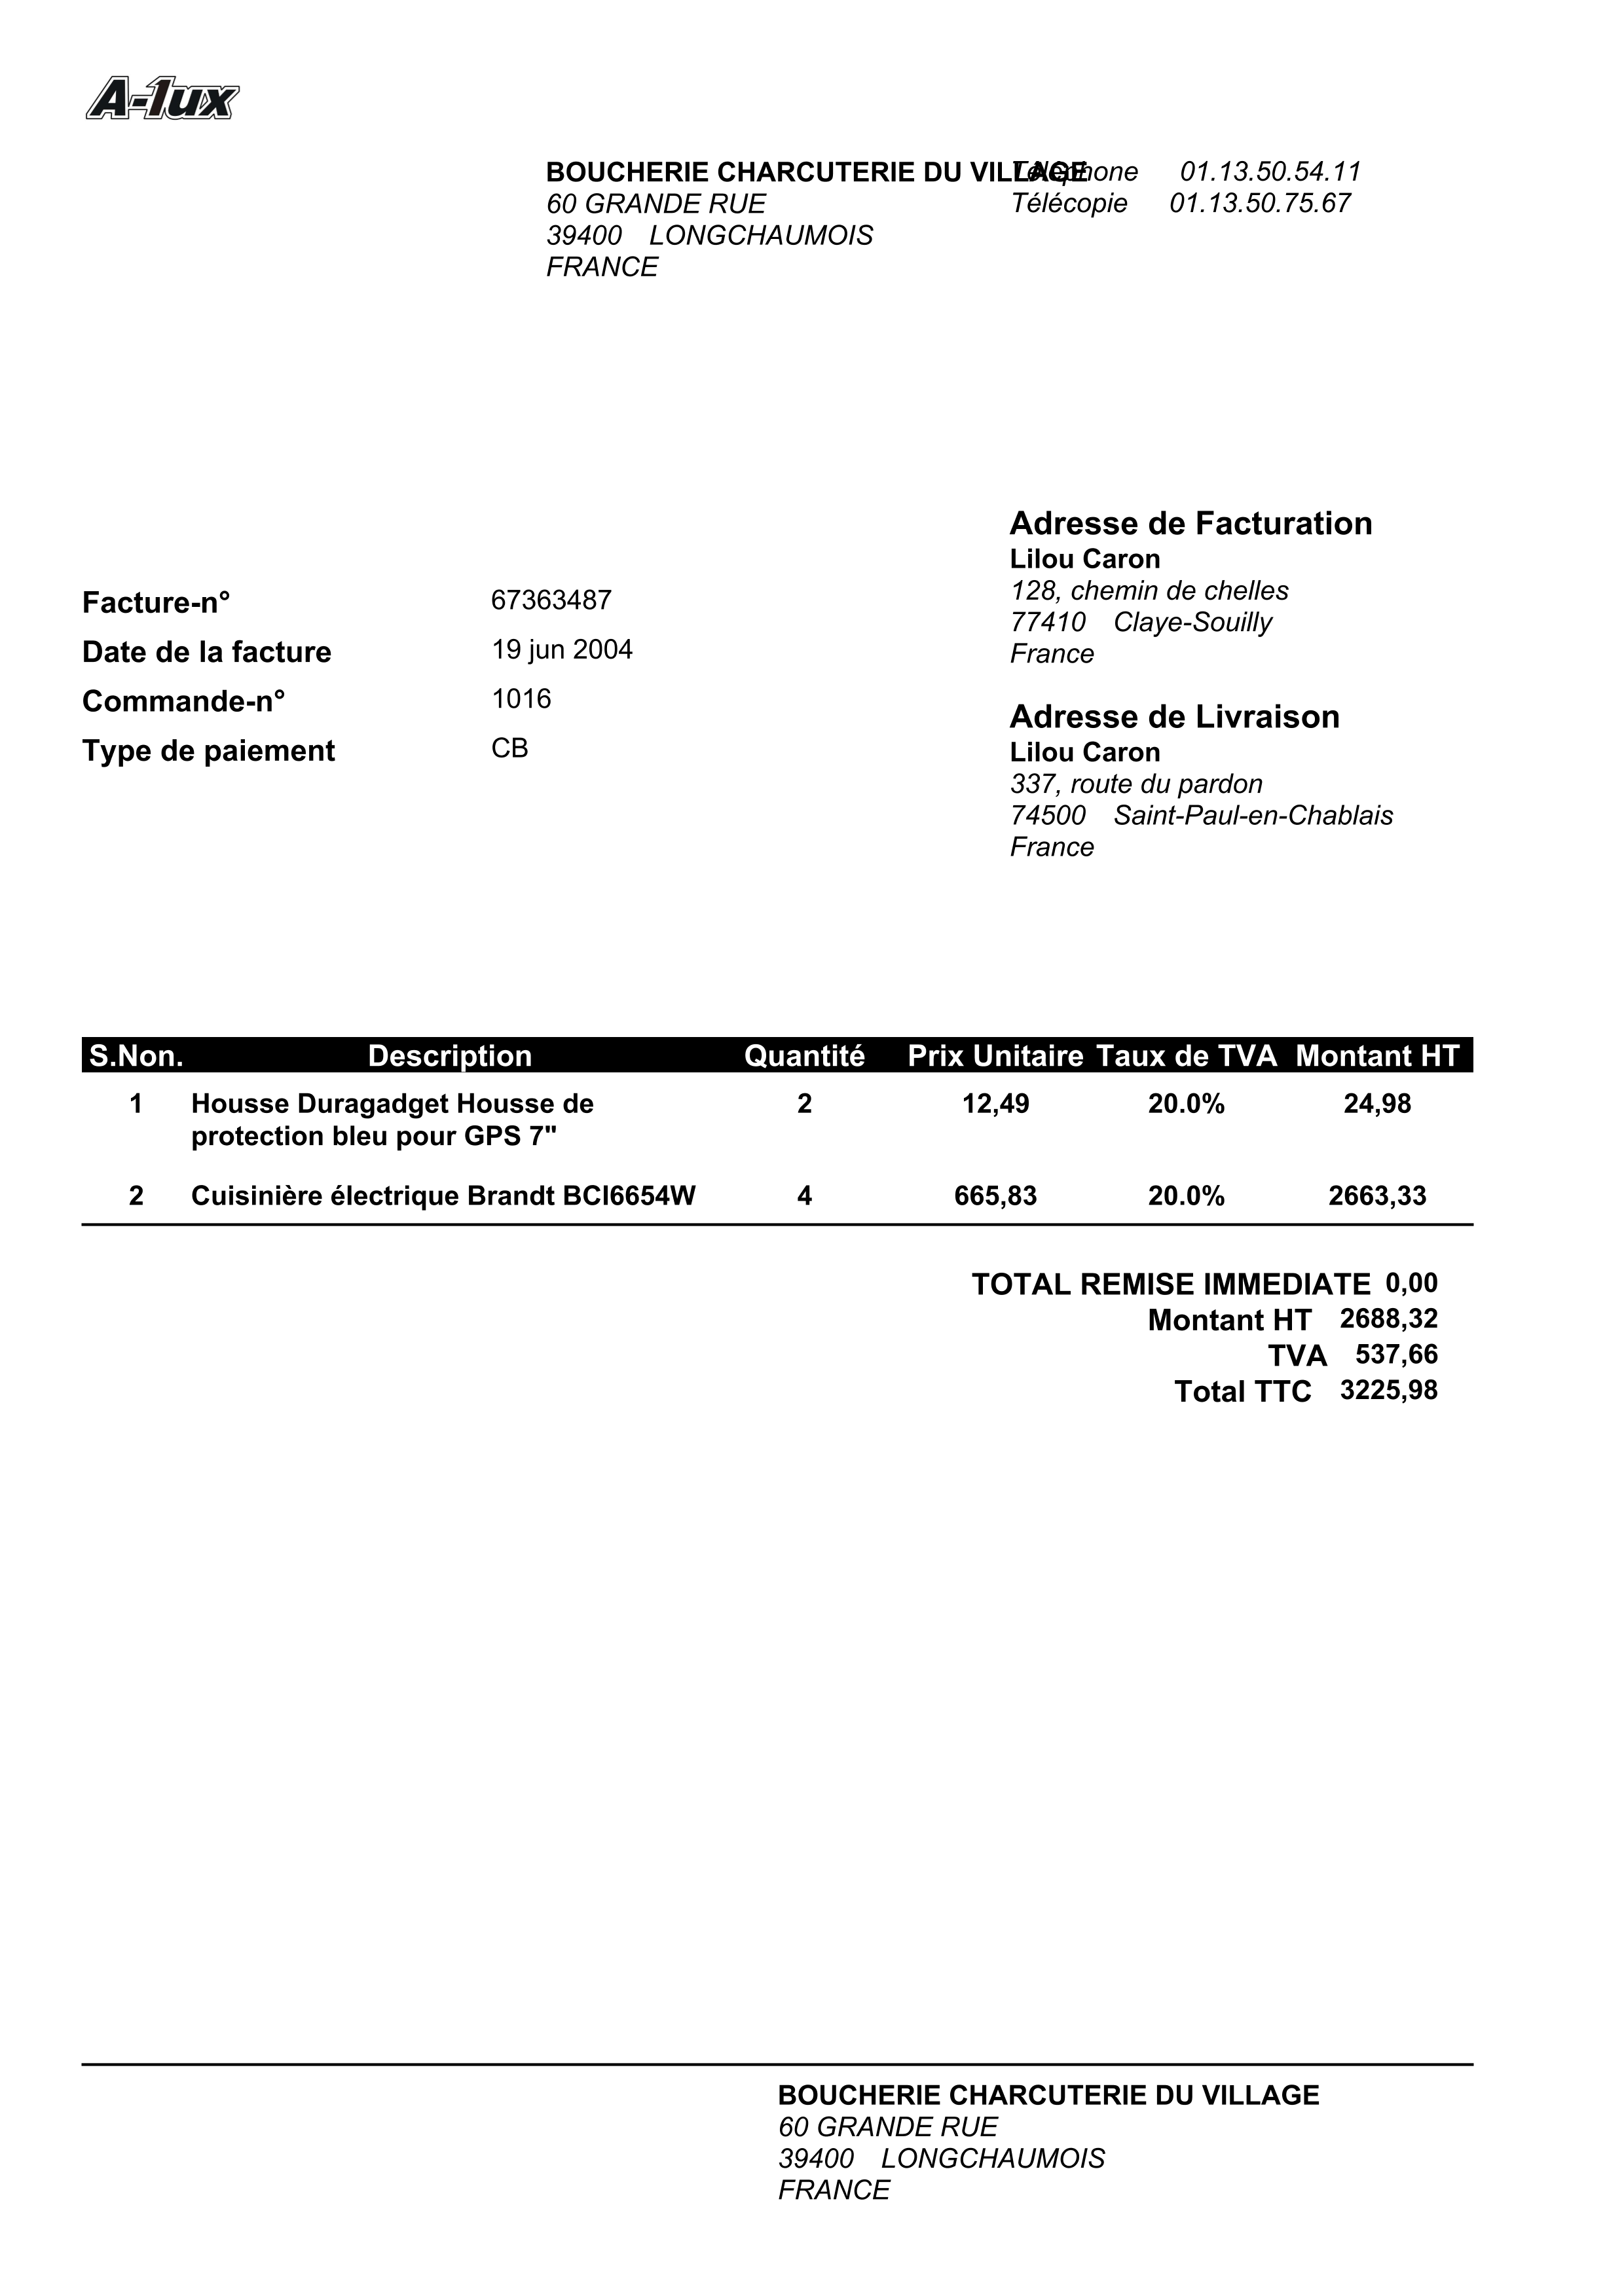 A-1ux
BOUCHERIE CHARCUTERIE DU VILLAGE
Téléphone 01.13.50.54.11
60 GRANDE RUE
Télécopie 01.13.50.75.67
39400 LONGCHAUMOIS
FRANCE
Adresse de Facturation
Lilou Caron
128, chemin de chelles
77410 Claye-Souilly
France
Facture-n° 67363487
Date de la facture 19 jun 2004
Commande-n° 1016
Type de paiement CB
Adresse de Livraison
Lilou Caron
337, route du pardon
74500 Saint-Paul-en-Chablais
France
S.Non. Description Quantité Prix Unitaire Taux de TVA Montant HT
1 Housse Duragadget Housse de 2 12,49 20.0% 24,98
protection bleu pour GPS 7"
2 Cuisinière électrique Brandt BCI6654W 4 665,83 20.0% 2663,33
TOTAL REMISE IMMEDIATE 0,00
Montant HT 2688,32
TVA 537,66
Total TTC 3225,98
BOUCHERIE CHARCUTERIE DU VILLAGE
60 GRANDE RUE
39400 LONGCHAUMOIS
FRANCE